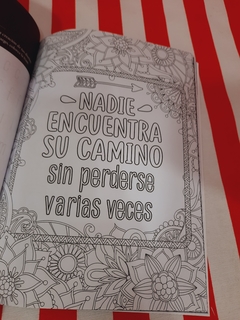 NADIE
ENCUENTRA
SU CAMINO
sin perderse
varias veces